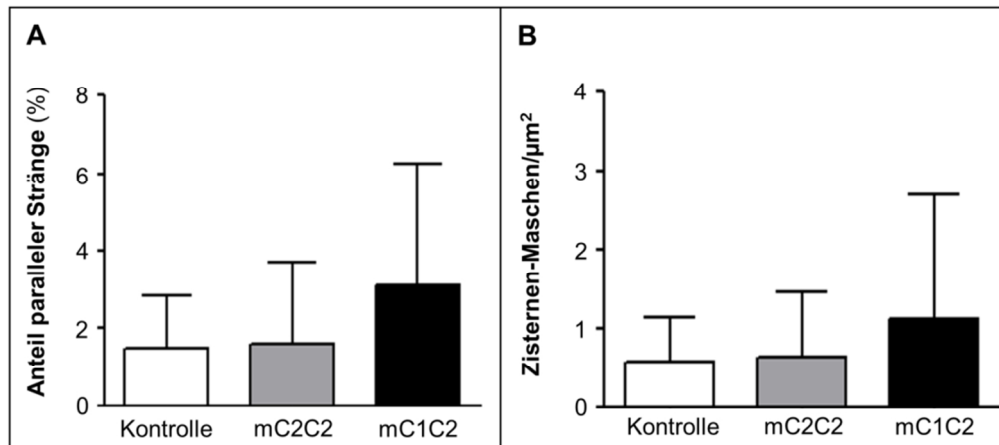 A
Anteil paralleler Stränge (%)
8
6
4
2
0
Kontrolle mC2C2 mC1C2
B
Zisternen-Maschen/µm²
4
3
2
1
0
Kontrolle mC2C2 mC1C2